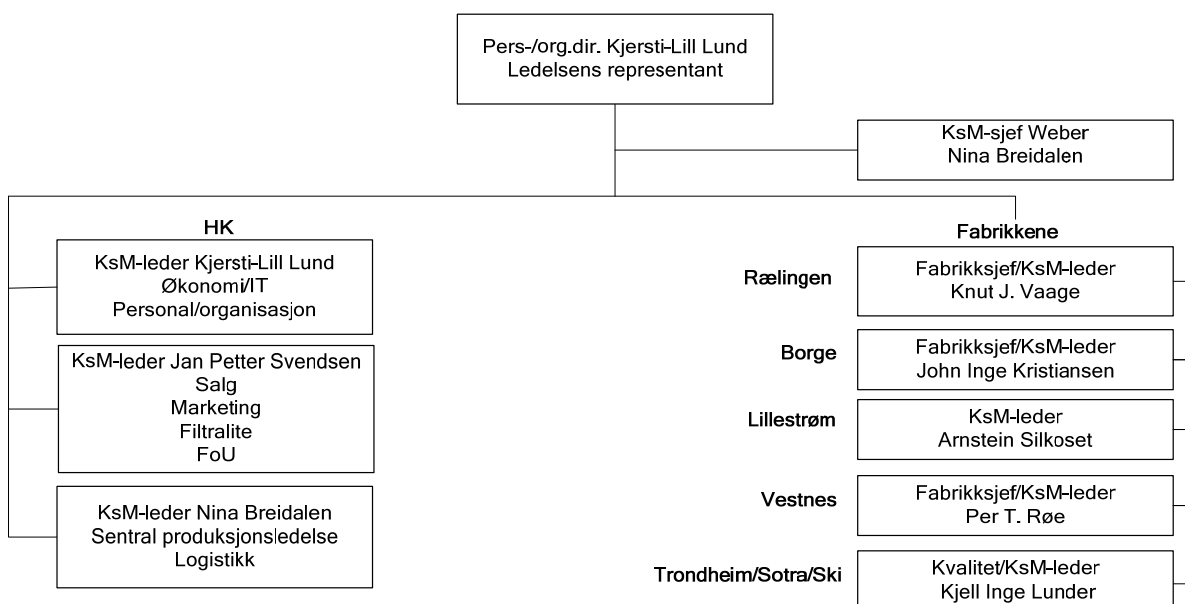 Pers-/org.dir. Kjersti-Lill Lund
Ledelsens representant
KsM-sjef Weber
Nina Breidalen
HK
KsM-leder Kjersti-Lill Lund
Økonomi/IT
Personal/organisasjon
KsM-leder Jan Petter Svendsen
Salg
Marketing
Filtralite
FoU
KsM-leder Nina Breidalen
Sentral produksjonsledelse
Logistikk
Fabrikkene
Rælingen
Fabrikksjef/KsM-leder
Knut J. Vaage
Borge
Fabrikksjef/KsM-leder
John Inge Kristiansen
Lillestrøm
KsM-leder
Arnstein Silkoset
Vestnes
Fabrikksjef/KsM-leder
Per T. Røe
Trondheim/Sotra/Ski
Kvalitet/KsM-leder
Kjell Inge Lunder